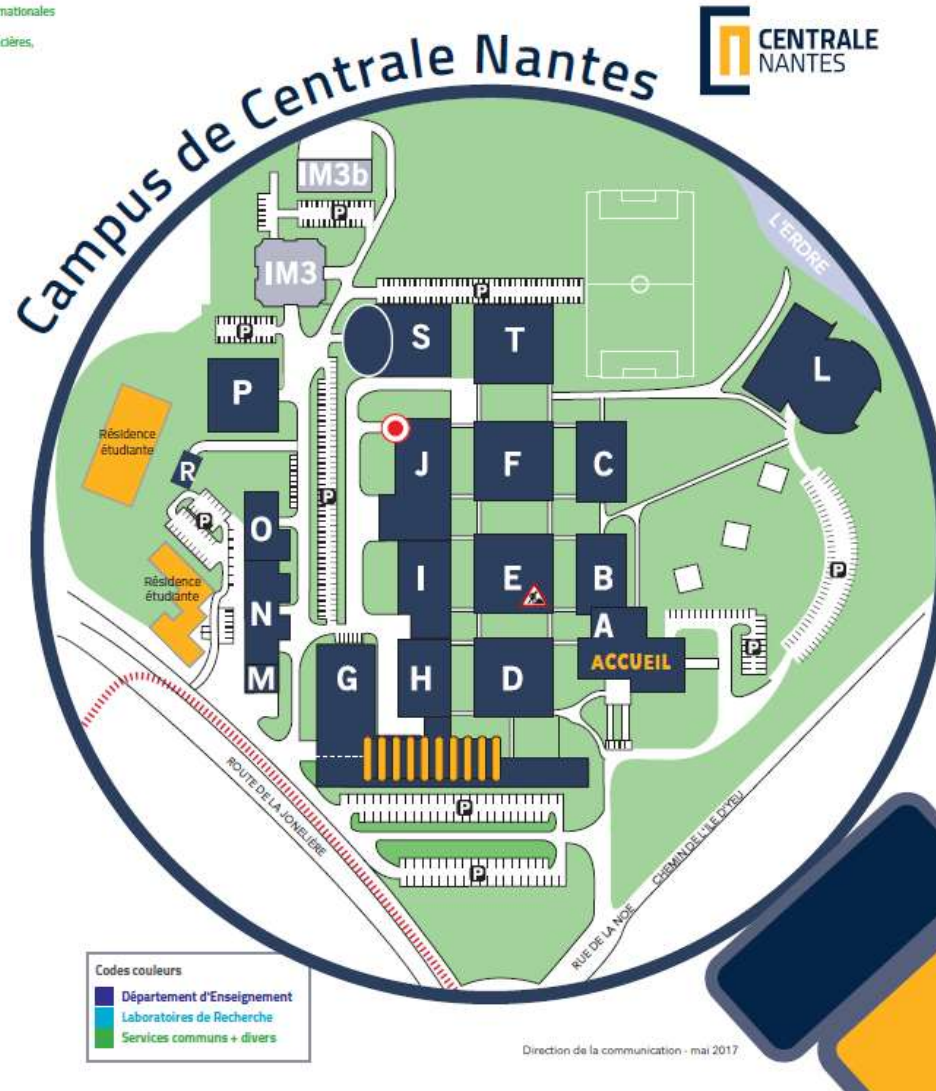 nationales
cières,
CENTRALE
NANTES
Campus de Centrale Nantes
IM3b
P
IM3
L'ERDRE
P
P
S
T
L
P
Résidence
étudiante
J
F
C
R
P
P
O
P
Résidence
étudiante
I
E
B
N
A
P
ACCUEIL
M
G
H
D
ROUTE DE LA JONELIÈRE
P
CHEMIN DE L'ILE D'YEU
P
RUE DE LA NOE
Codes couleurs
Département d'Enseignement
Laboratoires de Recherche
Services communs + divers
Direction de la communication - mai 2017